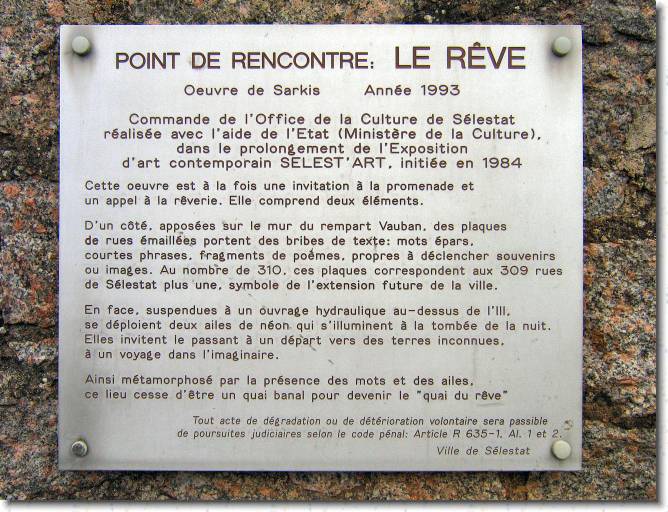 POINT DE RENCONTRE: LE RÊVE
Oeuvre de Sarkis Année 1993
Commande de l'Office de la Culture de Sélestat
réalisée avec l'aide de l'Etat (Ministère de la Culture),
dans le prolongement de l'Exposition
d'art contemporain SELEST'ART, initiée en 1984
Cette oeuvre est à la fois une invitation à la promenade et
un appel à la rêverie. Elle comprend deux éléments.
D'un côté, apposées sur le mur du rempart Vauban, des plaques
de rues émaillées portent des bribes de texte: mots épars,
courtes phrases, fragments de poèmes, propres à déclencher souvenirs
ou images. Au nombre de 310, ces plaques correspondent aux 309 rues
de Sélestat plus une, symbole de l'extension future de la ville.
En face, suspendues à un ouvrage hydraulique au-dessus de l'Ill,
se déploient deux ailes de néon qui s'illuminent à la tombée de la nuit.
Elles invitent le passant à un départ vers des terres inconnues,
à un voyage dans l'imaginaire.
Ainsi métamorphosé par la présence des mots et des ailes,
ce lieu cesse d'être un quai banal pour devenir le "quai du rêve"
Tout acte de dégradation ou de détérioration volontaire sera passible
de poursuites judiciaires selon le code pénal: Article R 635-1, Al. 1 et 2.
Ville de Sélestat